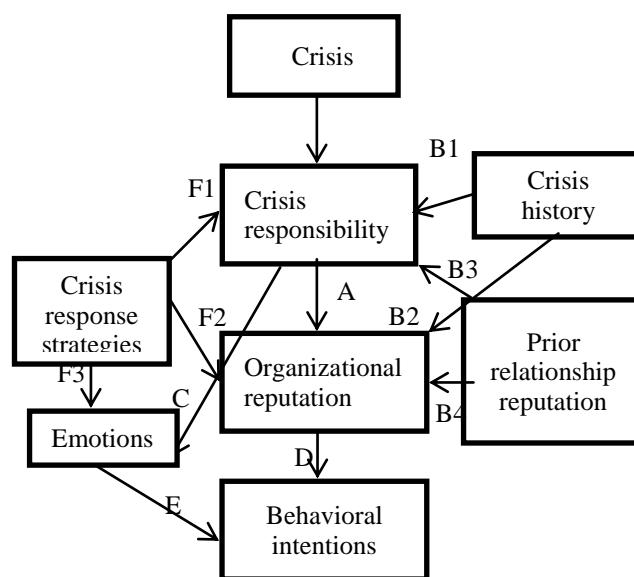 Crisis
B1
Crisis
history
F1
Crisis
responsibility
B3
Crisis
response
strategies
A
F2
B2
Prior
relationship
reputation
Organizational
reputation
F3
C
B4
Emotions
D
E
Behavioral
intentions